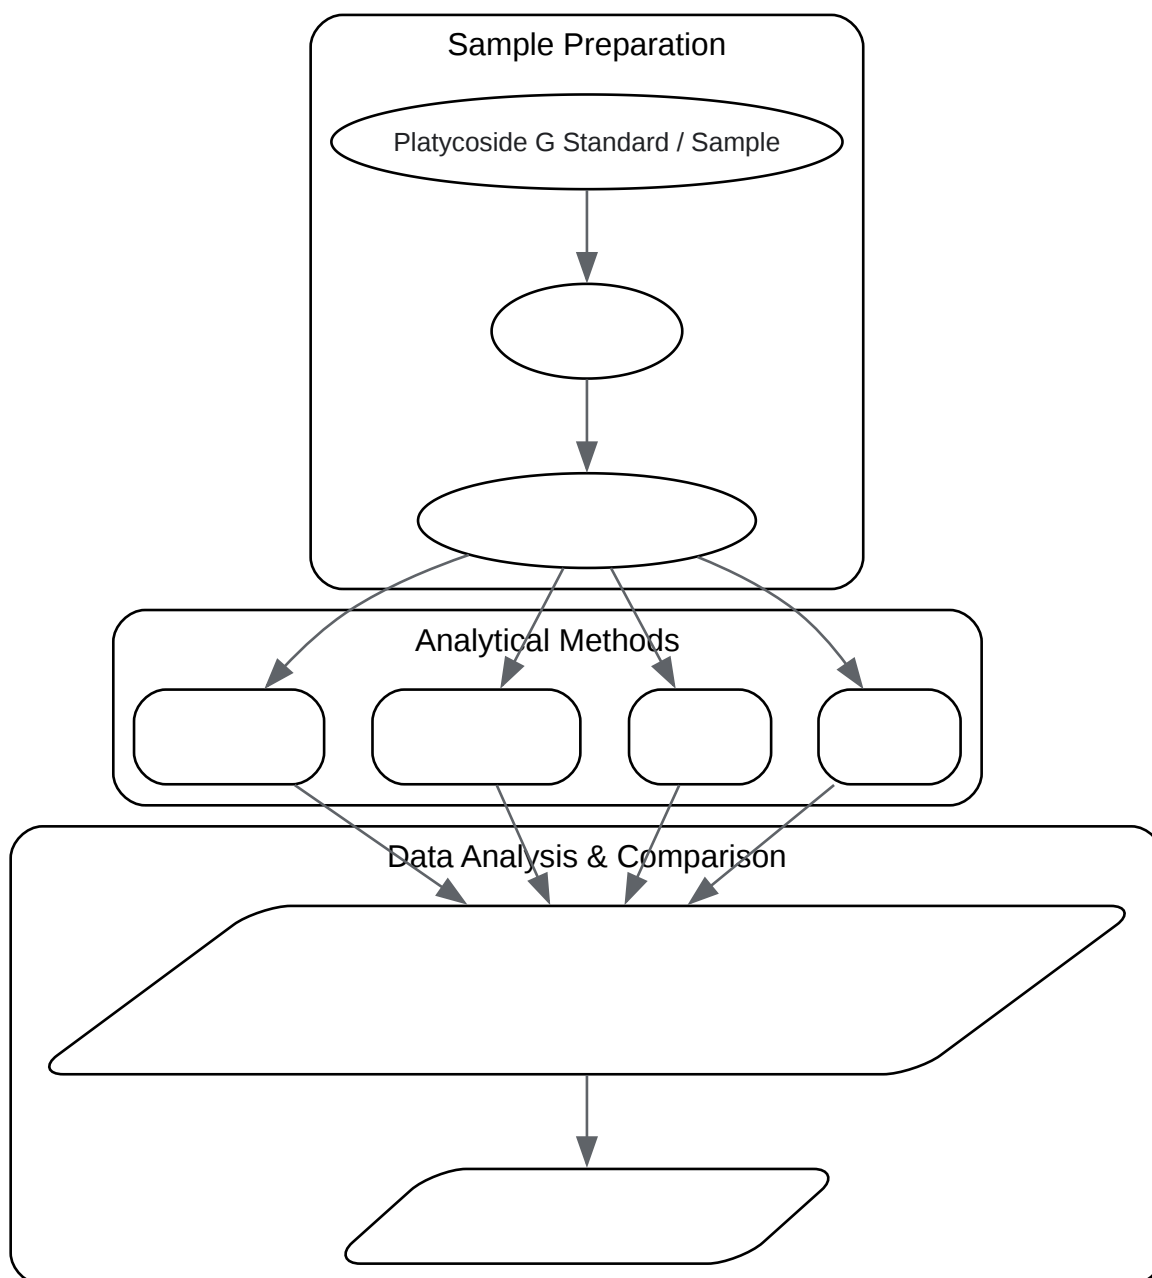 Sample Preparation
Platycoside G Standard / Sample
Analytical Methods
Data Analysis & Comparison